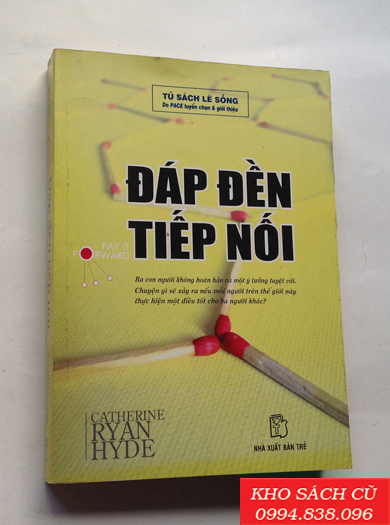 TỦ SÁCH LẼ SỐNG
Do PACE tuyển chọn & giới thiệu
ĐÁP ĐỀN
TIẾP NỐI
PAY IT
FORWARD
Ba con người không hoàn hảo và một ý tưởng tuyệt vời.
Chuyện gì sẽ xảy ra nếu mỗi người trên thế giới này
thực hiện một điều tốt cho ba người khác?
CATHERINE
RYAN
HYDE
NHÀ XUẤT BẢN TRẺ
KHO SÁCH CŨ
0994.838.096